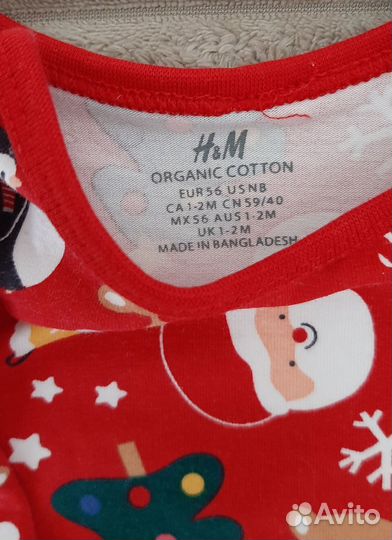 H&M
ORGANIC COTTON
EUR 56 US NB
CA 1-2M CN 59/40
MX 56 AUS 1-2M
UK 1-2M
MADE IN BANGLADESH
Avito